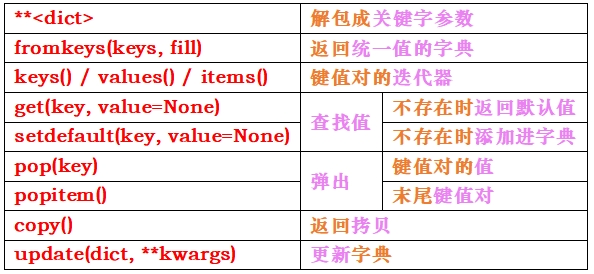 **<dict> 解包成关键字参数
fromkeys(keys, fill) 返回统一值的字典
keys() / values() / items() 键值对的迭代器
get(key, value=None) 查找值 不存在时返回默认值
setdefault(key, value=None) 不存在时添加进字典
pop(key) 弹出 键值对的值
popitem() 末尾键值对
copy() 返回拷贝
update(dict, **kwargs) 更新字典